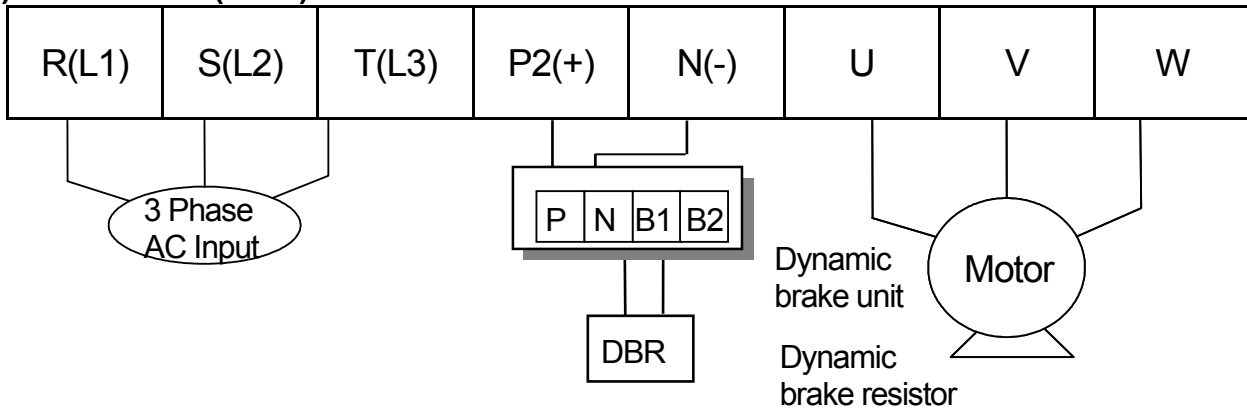 R(L1) S(L2) T(L3) P2(+) N(-) U V W
3 Phase
AC Input
P N B1 B2
Dynamic
brake unit
Motor
DBR
Dynamic
brake resistor